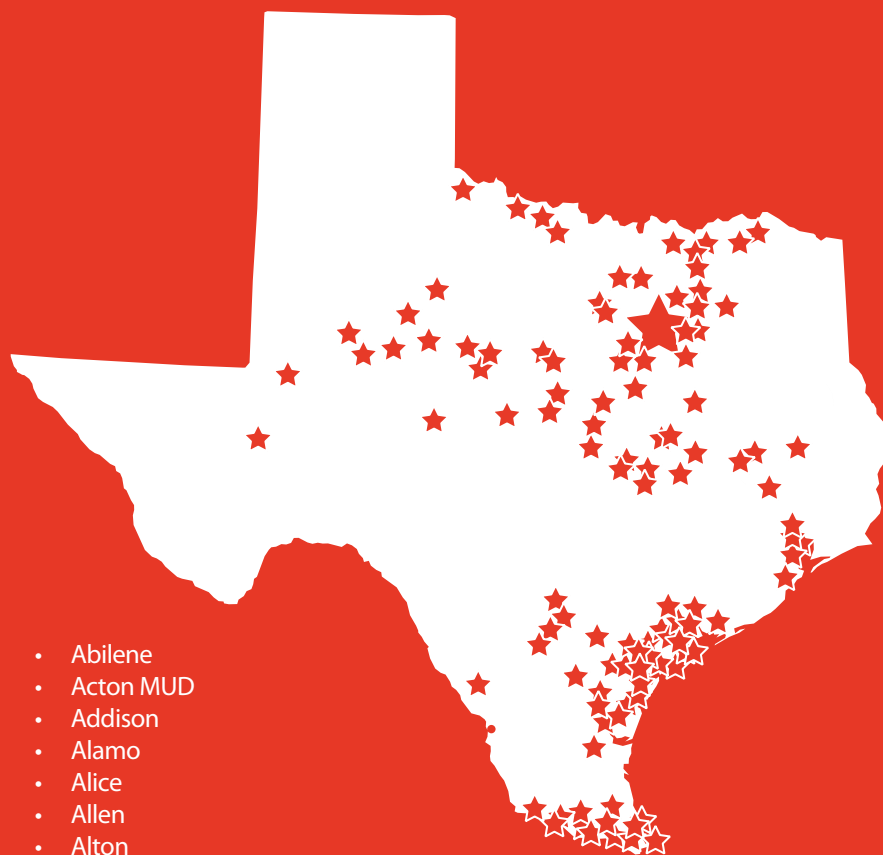 • Abilene
• Acton MUD
• Addison
• Alamo
• Alice
• Allen
• Alton